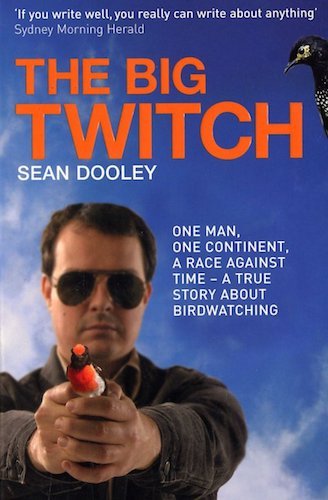 ‘If you write well, you really can write about anything’
Sydney Morning Herald
THE BIG
TWITCH
SEAN DOOLEY
ONE MAN,
ONE CONTINENT,
A RACE AGAINST
TIME – A TRUE
STORY ABOUT
BIRDWATCHING